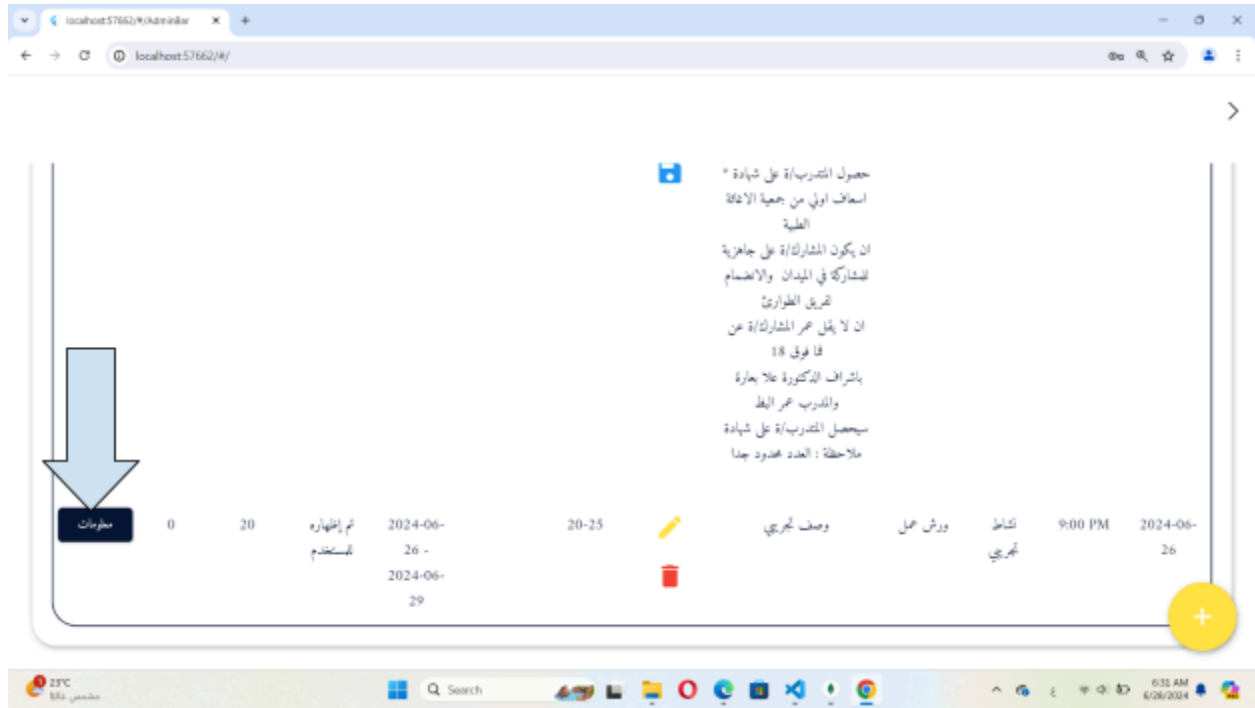 localhost:57662/#/AdminBar
localhost:57662/#/
حصول المتدرب/ة على شهادة *
اسعاف اولي من جمعية الاغاثة
الطبية
ان يكون المشارك/ة على جاهزية
للمشاركة في الميدان والانضمام
لفريق الطوارئ
ان لا يقل عمر المشارك/ة عن
18 فما فوق
باشراف الدكتورة علا بعارة
والمدرب عمر البظ
سيحصل المتدرب/ة على شهادة
ملاحظة : العدد محدود جدا
2024-06-
26
9:00 PM
نشاط
تجريبي
ورش عمل
وصف تجريبي
20-25
2024-06-
26 -
2024-06-
29
تم إظهاره
للمستخدم
20
0
معلومات
+
23°C
Search
6:31 AM
6/28/2024